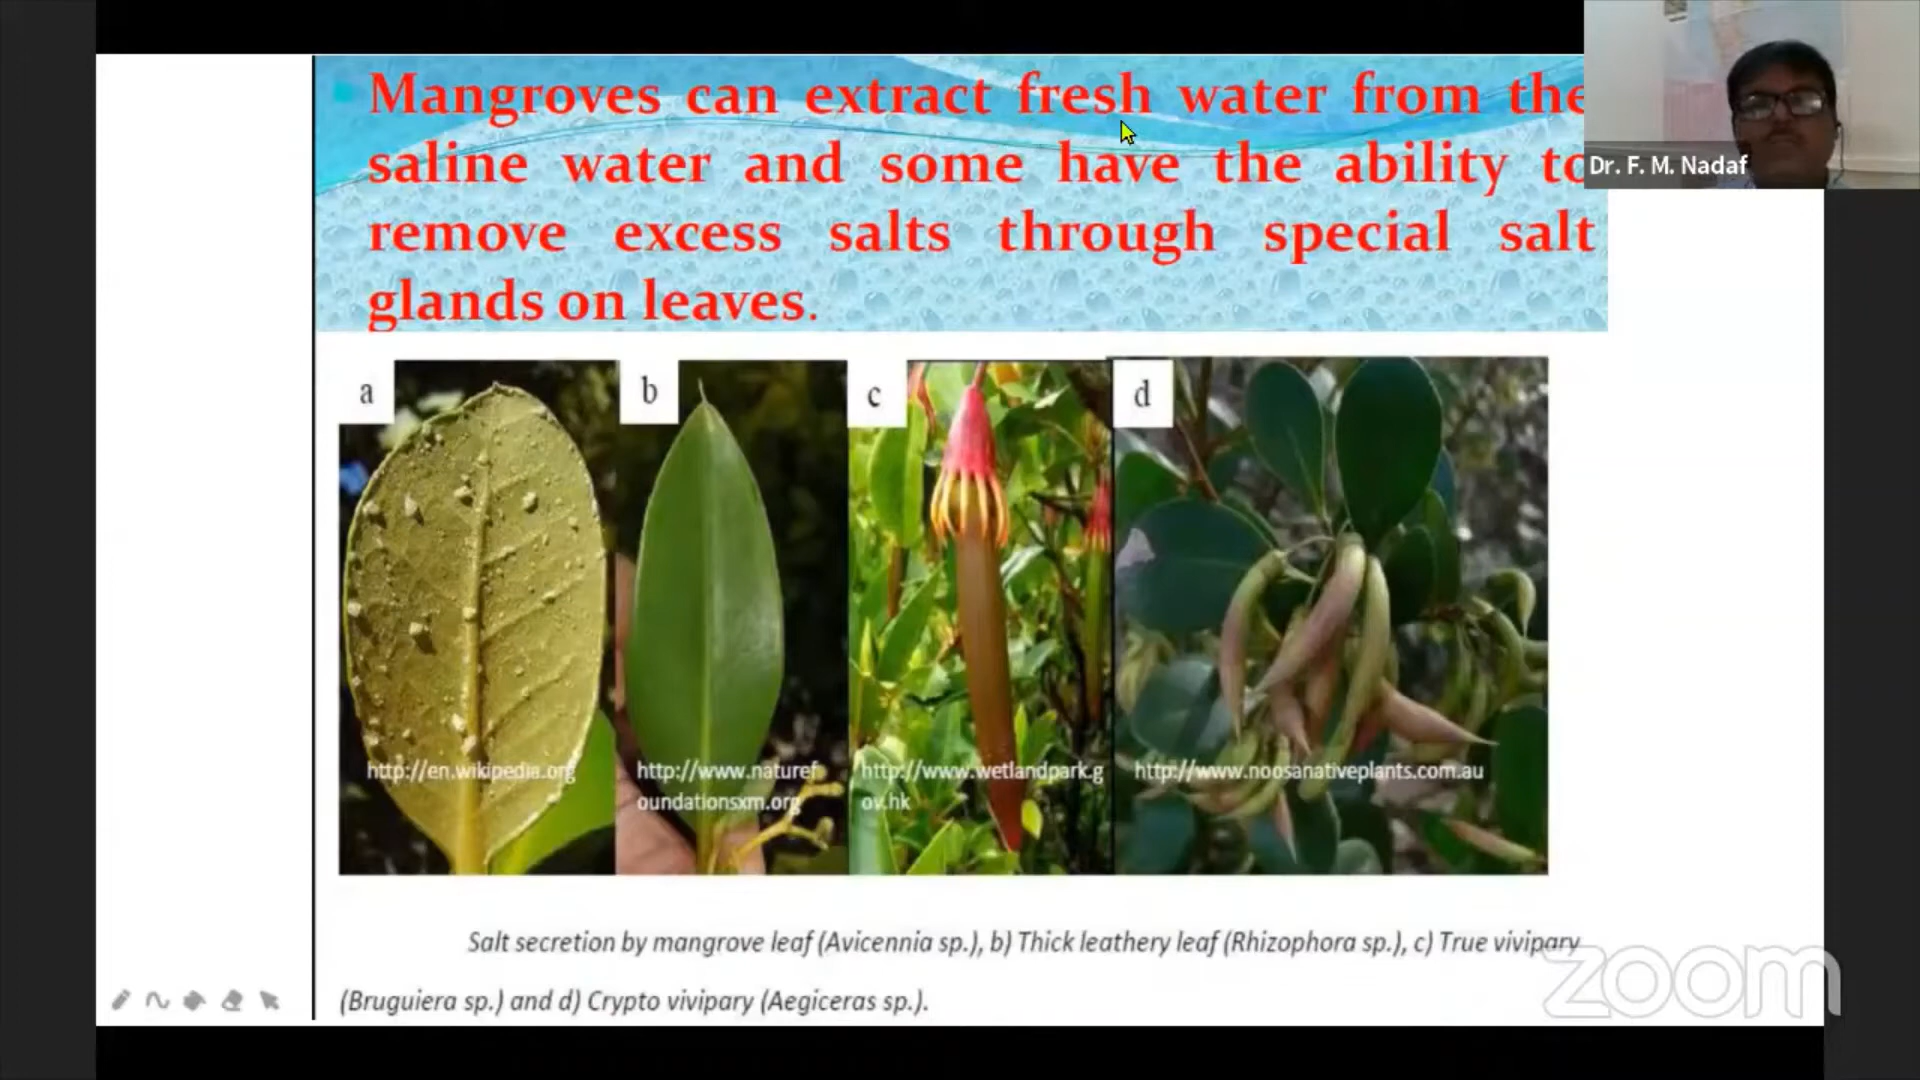 Mangroves can extract fresh water from the
saline water and some have the ability to
remove excess salts through special salt
glands on leaves.
Dr. F. M. Nadaf
a
b
c
d
http://en.wikipedia.org
http://www.naturef
oundationsxm.org
http://www.wetlandpark.g
ov.hk
http://www.noosanativeplants.com.au
Salt secretion by mangrove leaf (Avicennia sp.), b) Thick leathery leaf (Rhizophora sp.), c) True vivipary
(Bruguiera sp.) and d) Crypto vivipary (Aegiceras sp.).
zoom